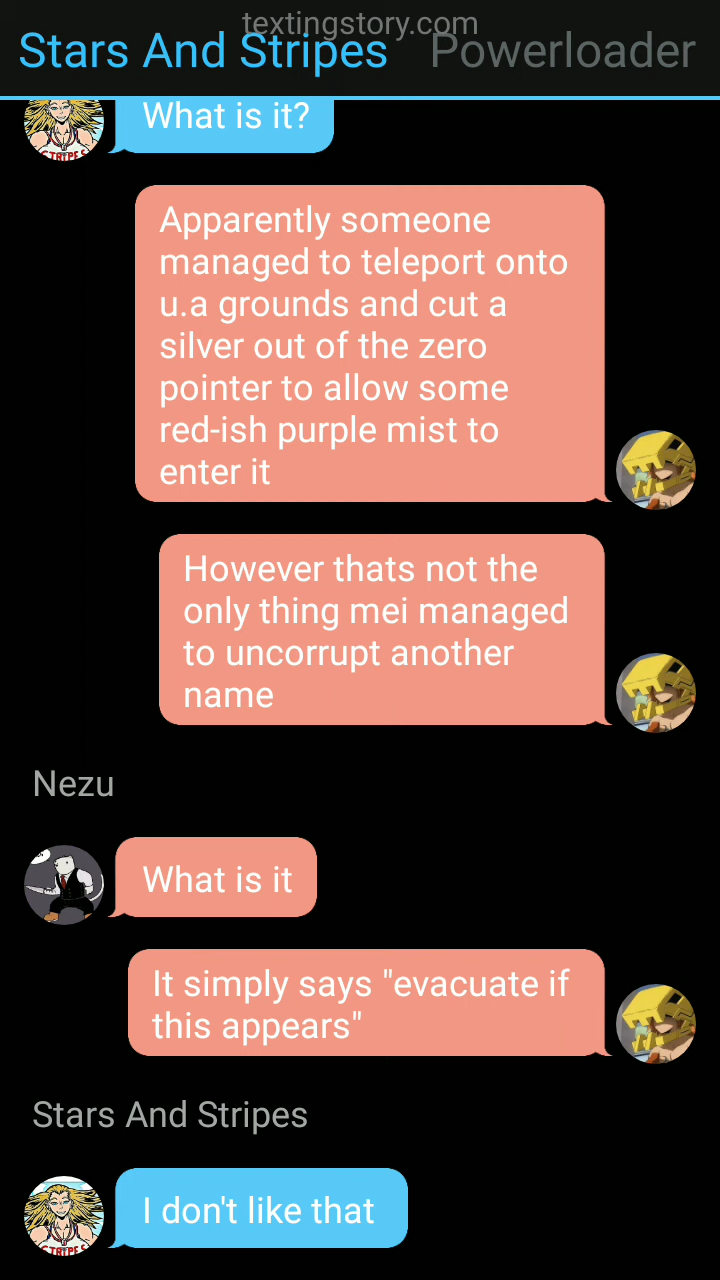 textingstory.com
Stars And Stripes Powerloader
What is it?
STRIPES
Apparently someone
managed to teleport onto
u.a grounds and cut a
silver out of the zero
pointer to allow some
red-ish purple mist to
enter it
However thats not the
only thing mei managed
to uncorrupt another
name
Nezu
What is it
It simply says "evacuate if
this appears"
Stars And Stripes
I don't like that
STRIPES